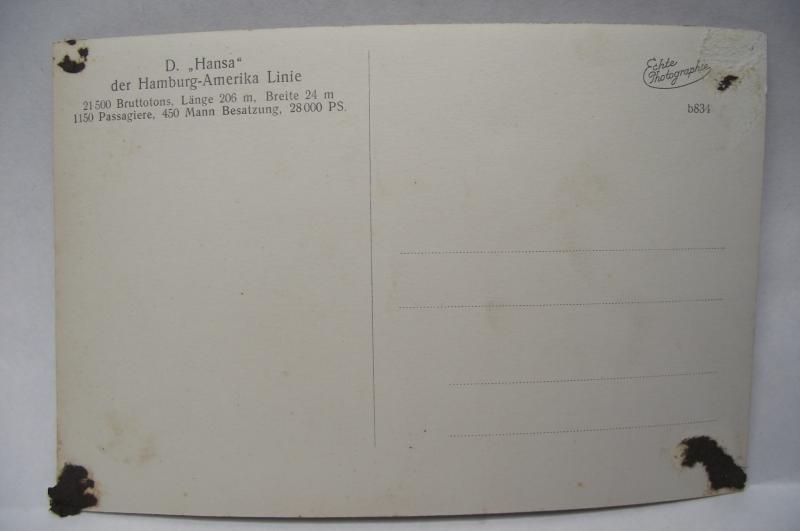 D. „Hansa“
der Hamburg-Amerika Linie
21500 Bruttotons, Länge 206 m, Breite 24 m
1150 Passagiere, 450 Mann Besatzung, 28000 PS.
Echte
Photographie
b834